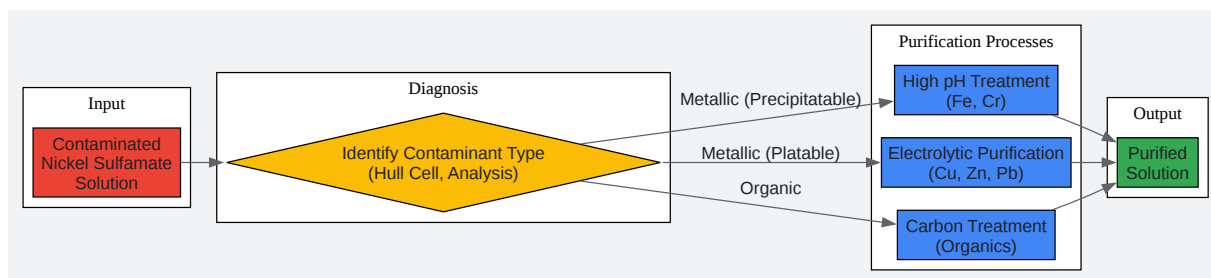 Input
Contaminated
Nickel Sulfamate
Solution
Diagnosis
Identify Contaminant Type
(Hull Cell, Analysis)
Metallic (Precipitatable)
Metallic (Platable)
Organic
Purification Processes
High pH Treatment
(Fe, Cr)
Electrolytic Purification
(Cu, Zn, Pb)
Carbon Treatment
(Organics)
Output
Purified
Solution